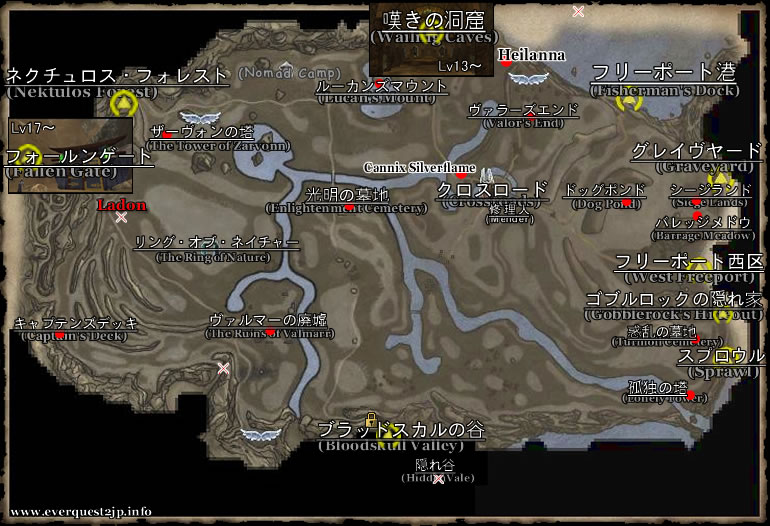 嘆きの洞窟
(Wailing Caves)
Lv13～
Heilanna
ネクチュロス・フォレスト
(Nektulos Forest)
(Nomad Camp)
ルーカンズマウント
(Lucan's Mount)
フリーポート港
(Fisherman's Dock)
ヴァラーズエンド
(Valor's End)
Lv17～
フォールンゲート
(Fallen Gate)
ザーヴォンの塔
(The Tower of Zarvonn)
グレイヴヤード
(Graveyard)
Cannix Silverflame
光明の墓地
(Enlightenment Cemetery)
クロスロード
(Crossroads)
修理人
(Mender)
ドッグポンド
(Dog Pond)
シージランド
(Siege Lands)
Ladon
バレッジメドウ
(Barrage Meadow)
リング・オブ・ネイチャー
(The Ring of Nature)
フリーポート西区
(West Freeport)
ゴブルロックの隠れ家
(Gobblerock's Hideout)
キャプテンズデッキ
(Captain's Deck)
ヴァルマーの廃墟
(The Ruins of Valmarr)
惑乱の墓地
(Turmoil Cemetery)
スプロウル
(Sprawl)
孤独の塔
(Lonely Tower)
ブラッドスカルの谷
(Bloodskull Valley)
隠れ谷
(Hidden Vale)
www.everquest2jp.info